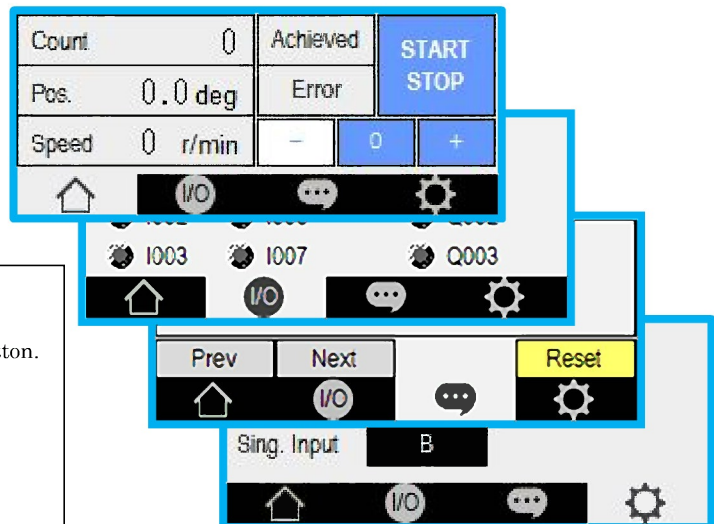 Count 0 Achieved START
STOP
Pos. 0.0 deg Error
Speed 0 r/min - 0 +
I/O
I003 I007 Q003
I/O
ton.
Prev Next Reset
I/O
Sing. Input B
I/O